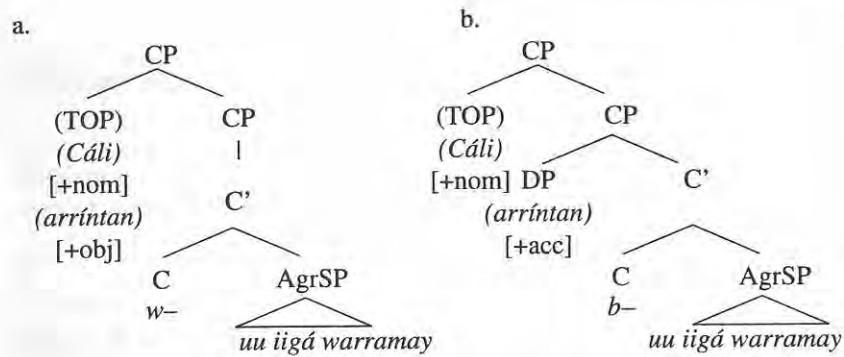 a.
CP
(TOP) CP
(Cáli) |
[+nom] C'
(arríntan)
[+obj] C AgrSP
w–
uu iigá warramay
b.
CP
(TOP) CP
(Cáli)
[+nom] DP C'
(arríntan)
[+acc]
C AgrSP
b–
uu iigá warramay